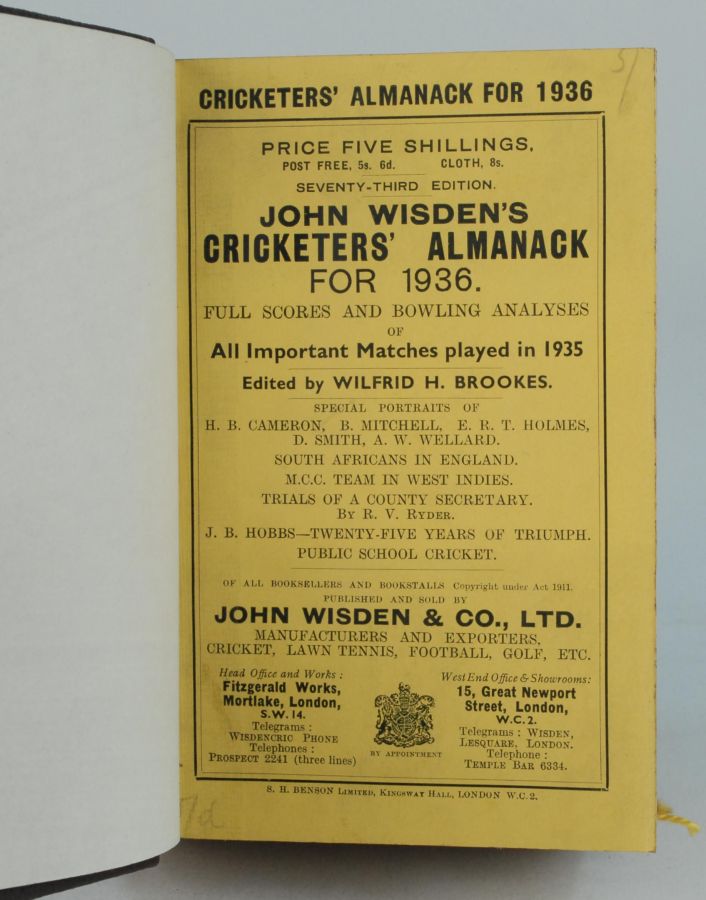 5/
CRICKETERS' ALMANACK FOR 1936
PRICE FIVE SHILLINGS,
POST FREE, 5s. 6d. CLOTH, 8s.
SEVENTY-THIRD EDITION.
JOHN WISDEN'S
CRICKETERS' ALMANACK
FOR 1936.
FULL SCORES AND BOWLING ANALYSES
OF
All Important Matches played in 1935
Edited by WILFRID H. BROOKES.
SPECIAL PORTRAITS OF
H. B. CAMERON, B. MITCHELL, E. R. T. HOLMES,
D. SMITH, A. W. WELLARD.
SOUTH AFRICANS IN ENGLAND.
M.C.C. TEAM IN WEST INDIES.
TRIALS OF A COUNTY SECRETARY.
BY R. V. RYDER.
J. B. HOBBS—TWENTY-FIVE YEARS OF TRIUMPH.
PUBLIC SCHOOL CRICKET.
OF ALL BOOKSELLERS AND BOOKSTALLS Copyright under Act 1911.
PUBLISHED AND SOLD BY
JOHN WISDEN & CO., LTD.
MANUFACTURERS AND EXPORTERS.
CRICKET, LAWN TENNIS, FOOTBALL, GOLF, ETC.
Head Office and Works :
Fitzgerald Works,
Mortlake, London,
S.W. 14.
Telegrams :
WISDENCRIC PHONE
Telephones :
PROSPECT 2241 (three lines)
BY APPOINTMENT
West End Office & Showrooms:
15, Great Newport
Street, London,
W.C. 2.
Telegrams : WISDEN,
LESQUARE, LONDON.
Telephone :
TEMPLE BAR 6334.
S. H. BENSON LIMITED, KINGSWAY HALL, LONDON W.C. 2.